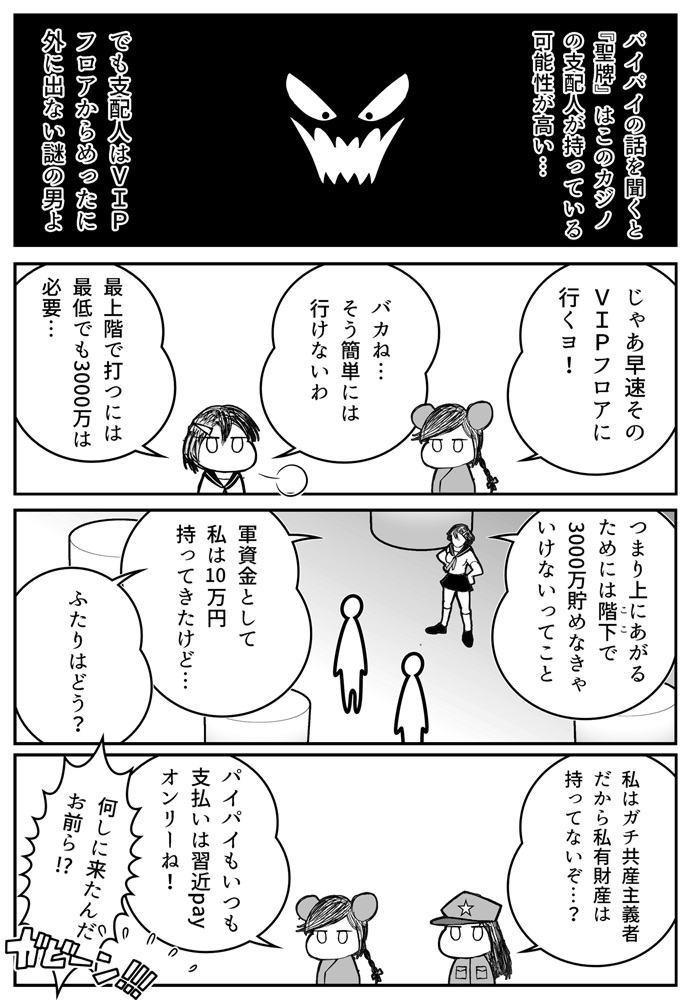 パイパイの話を聞くと
『聖牌』はこのカジノ
の支配人が持っている
可能性が高い…
でも支配人はVIP
フロアからめったに
外に出ない謎の男よ
じゃあ早速その
VIPフロアに
行くヨ！
バカね…
そう簡単には
行けないわ
最上階で打つには
最低でも3000万は
必要…
つまり上にあがる
ためには階下で
ここ
3000万貯めなきゃ
いけないってこと
軍資金として
私は10万円
持ってきたけど…
ふたりはどう？
私はガチ共産主義者
だから私有財産は
持ってないぞ…？
パイパイもいつも
支払いは習近pay
オンリーね！
何しに来たんだ
お前ら!?
ガビーン!!!!